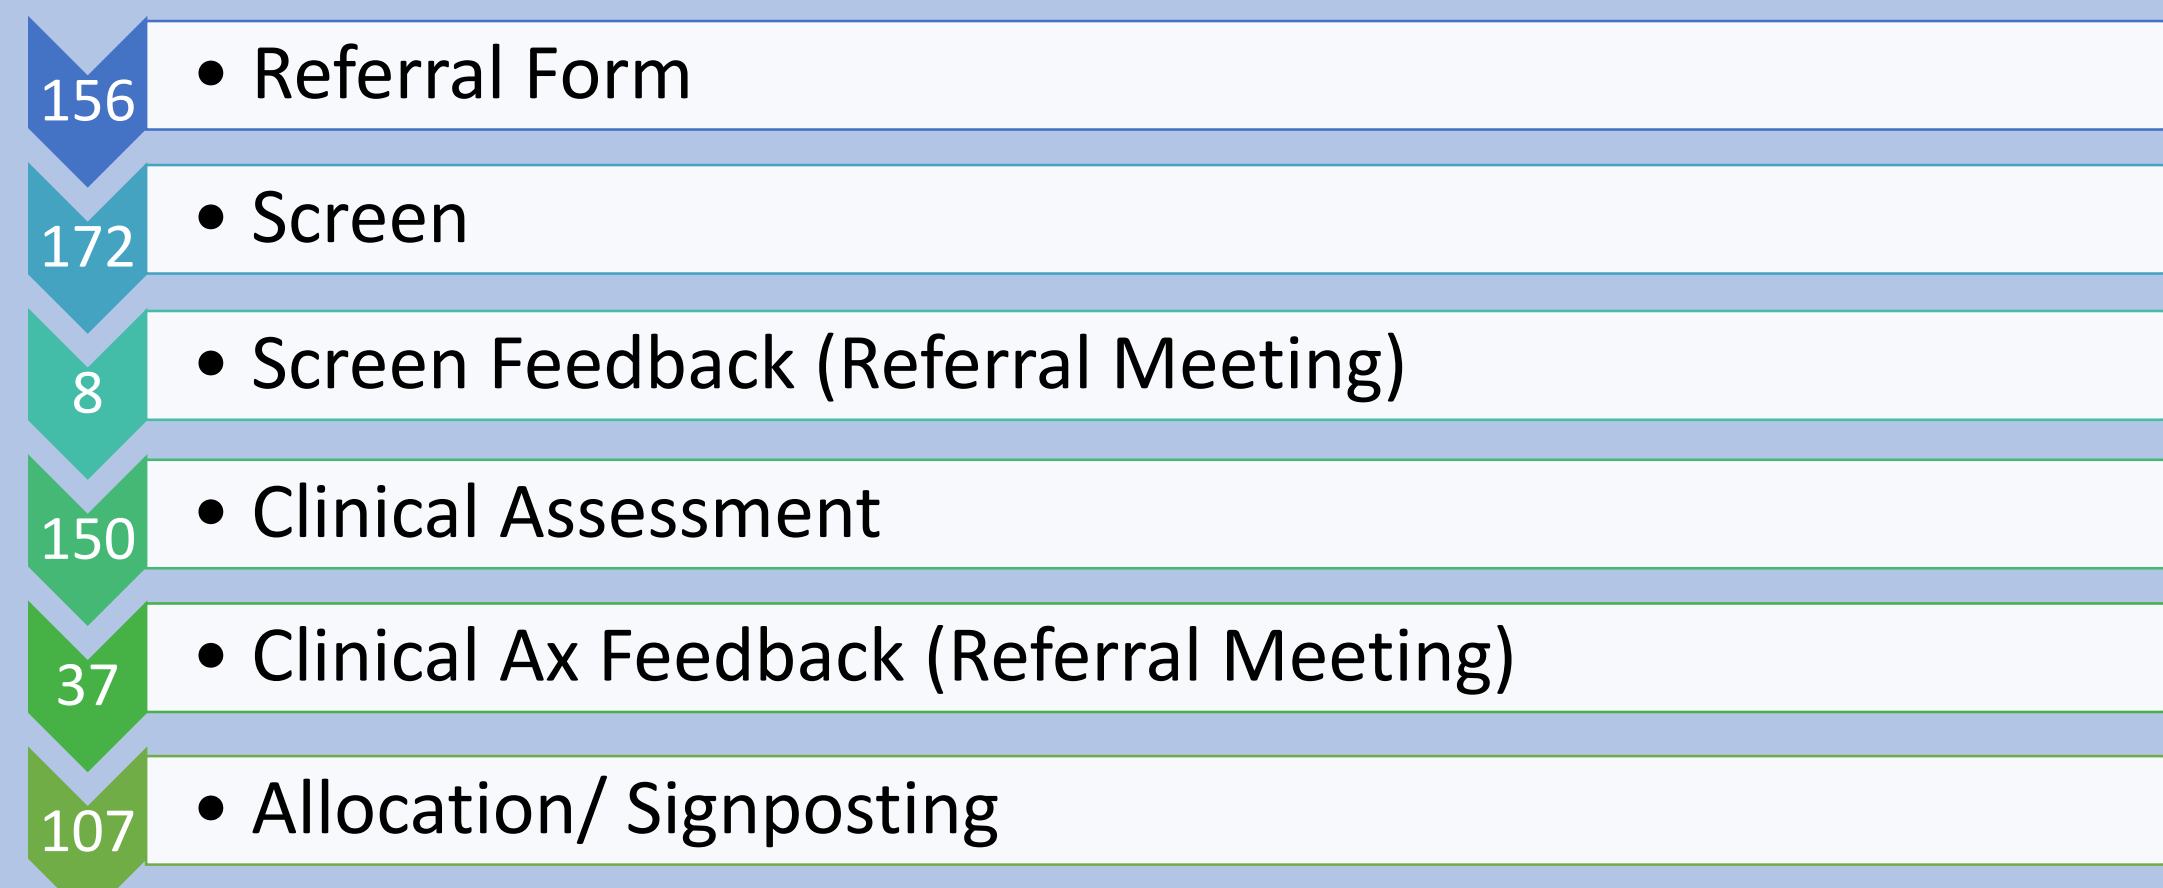 156 • Referral Form
172 • Screen
8 • Screen Feedback (Referral Meeting)
150 • Clinical Assessment
37 • Clinical Ax Feedback (Referral Meeting)
107 • Allocation/ Signposting